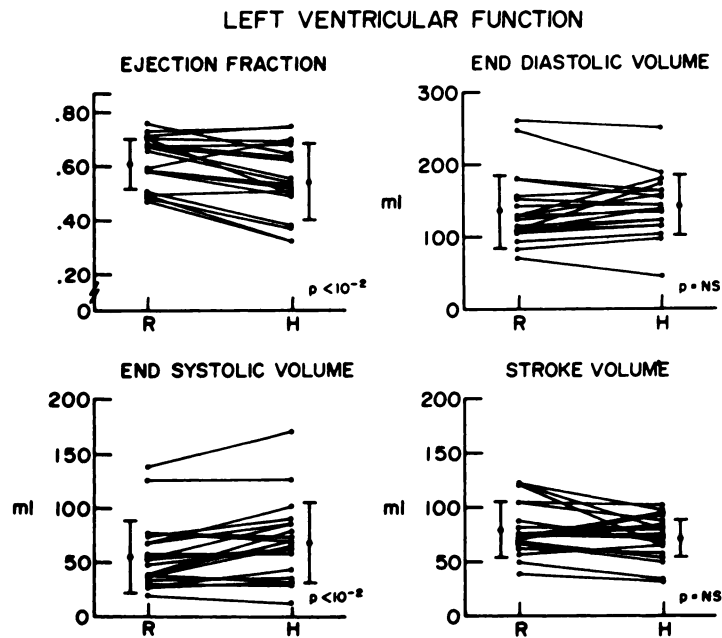 LEFT VENTRICULAR FUNCTION
EJECTION FRACTION
.80
.60
.40
.20
0
R H
p <10⁻²
END DIASTOLIC VOLUME
300
200
ml
100
0
R H
p = NS
END SYSTOLIC VOLUME
200
150
ml
100
50
0
R H
p <10⁻²
STROKE VOLUME
200
150
ml
100
50
0
R H
p = NS